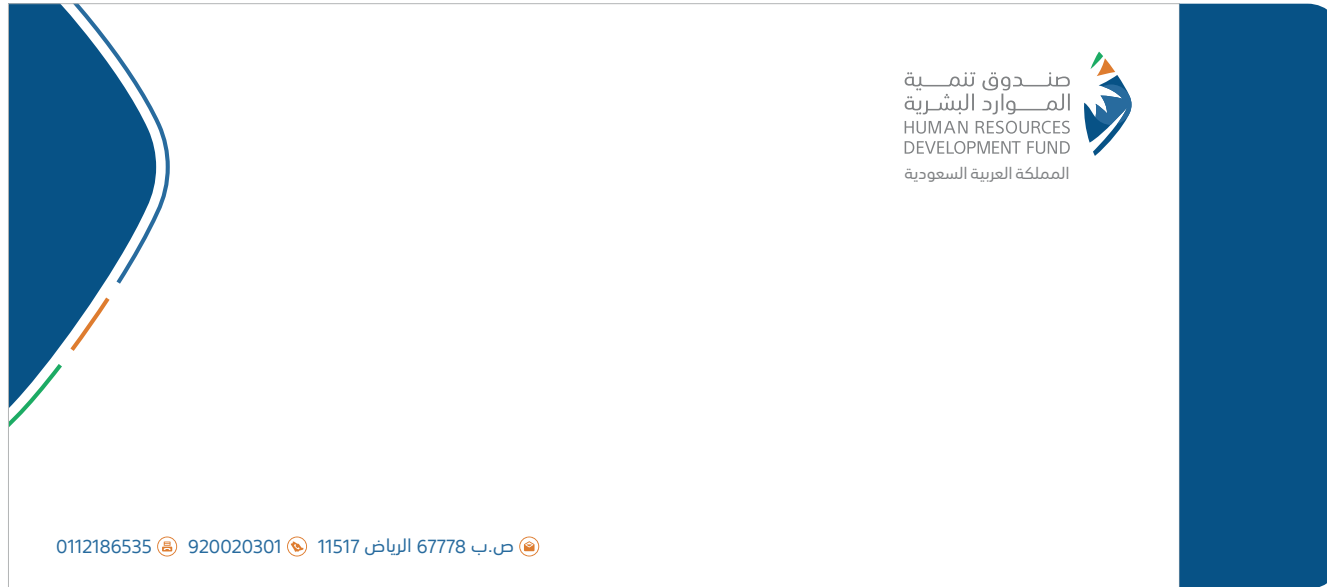 صنـــدوق تنمـــية
المـــوارد البشـرية
HUMAN RESOURCES
DEVELOPMENT FUND
المملكة العربية السعودية
ص.ب 67778 الرياض 11517 920020301 0112186535